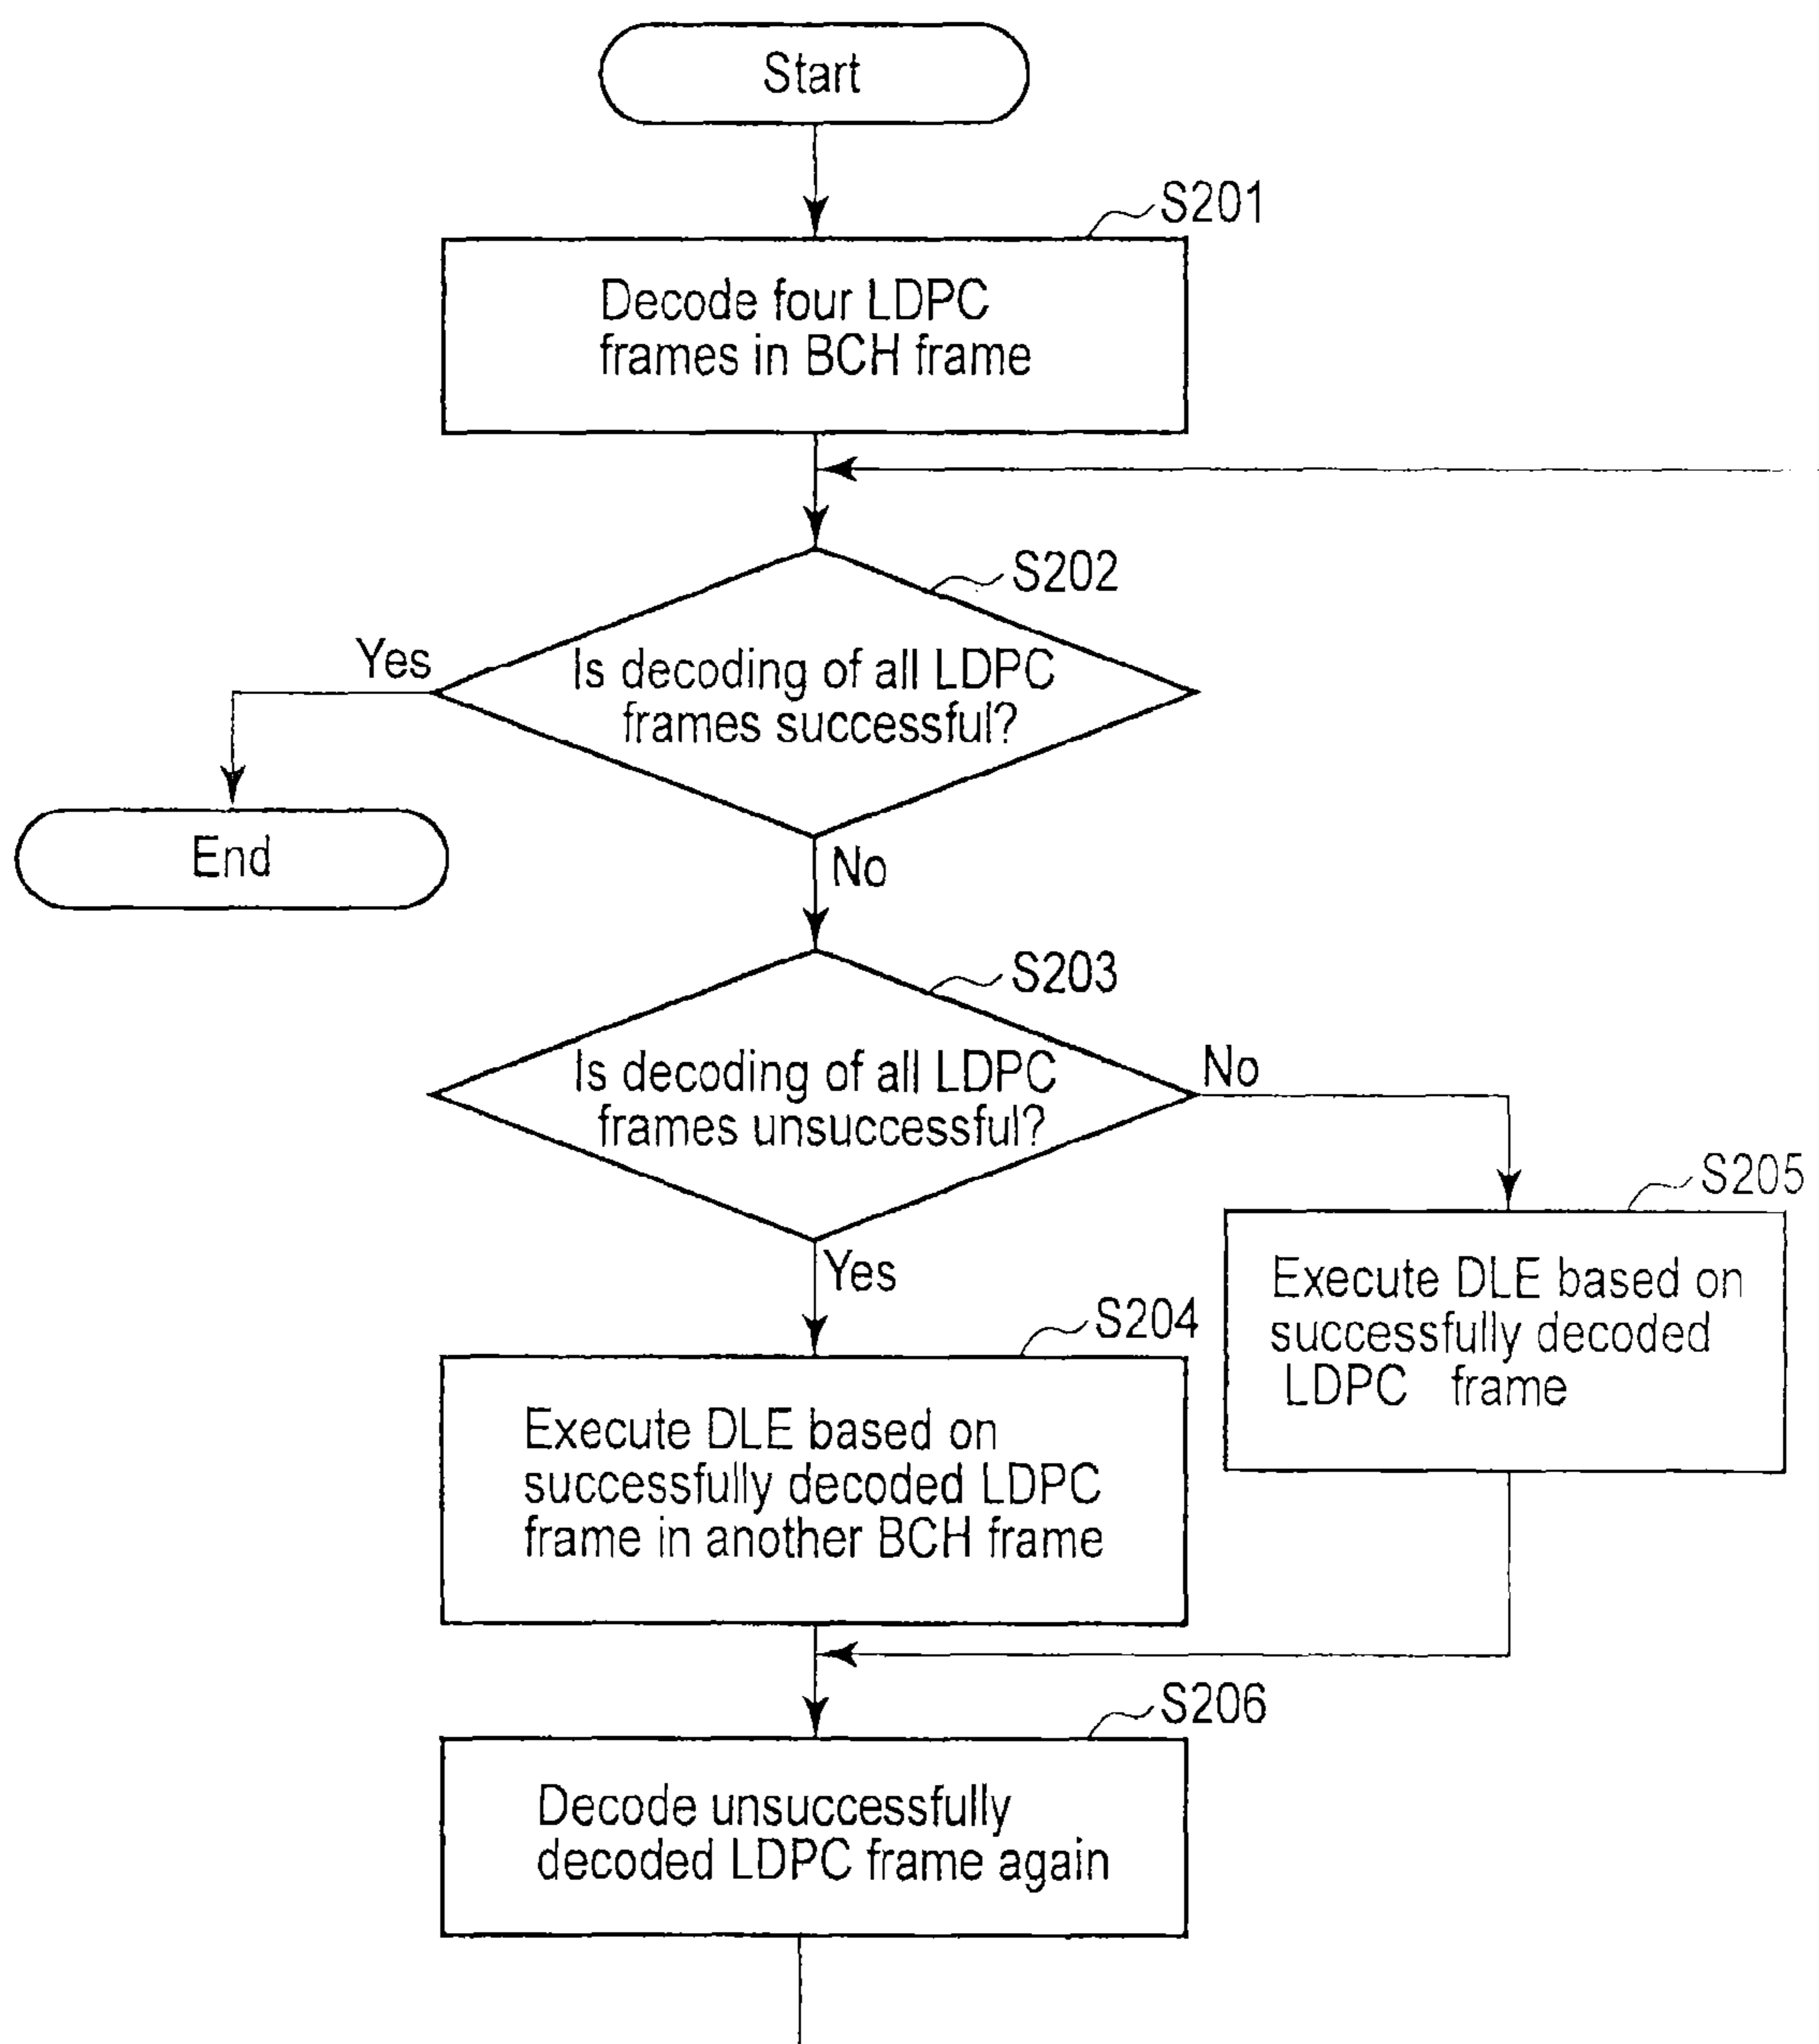 Start
S201
Decode four LDPC
frames in BCH frame
S202
Yes
Is decoding of all LDPC
frames successful?
End
No
S203
Is decoding of all LDPC
frames unsuccessful?
No
S205
Yes
Execute DLE based on
successfully decoded
LDPC frame
S204
Execute DLE based on
successfully decoded LDPC
frame in another BCH frame
S206
Decode unsuccessfully
decoded LDPC frame again